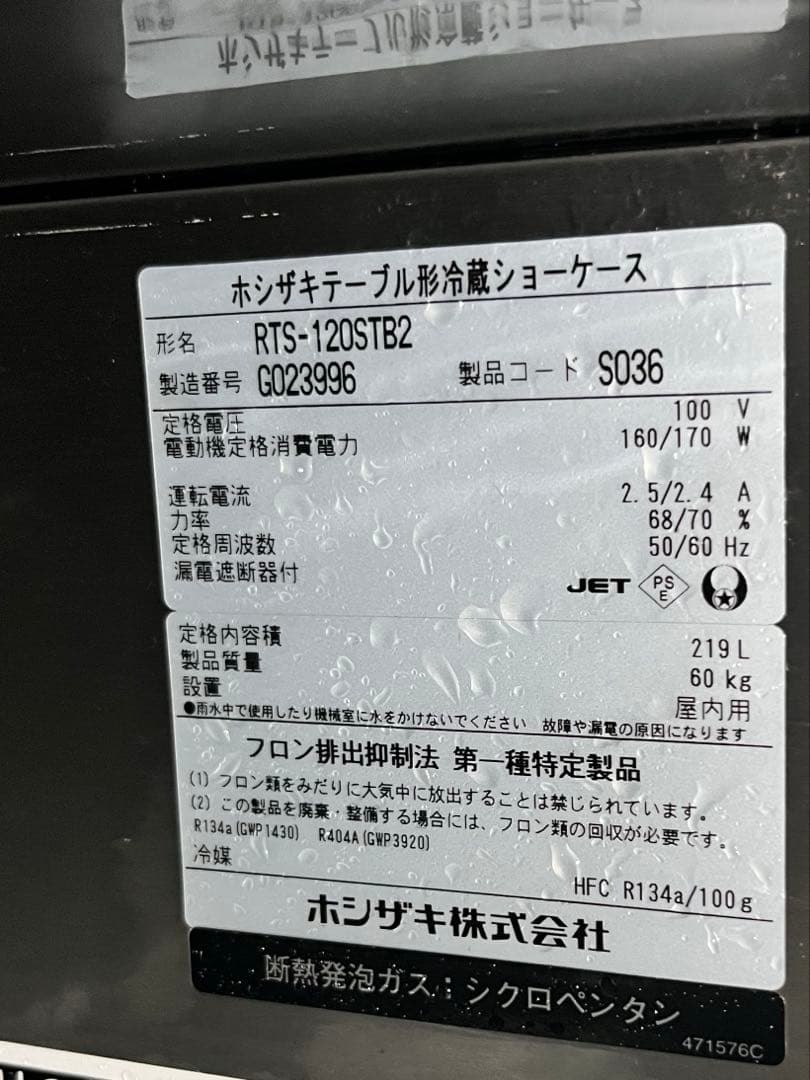 ホシザキテーブル形冷蔵ショーケース
形名 RTS-120STB2
製造番号 G023996 製品コード S036
定格電圧 100 V
電動機定格消費電力 160/170 W
運転電流 2.5/2.4 A
力率 68/70 %
定格周波数 50/60 Hz
漏電遮断器付 JET PSE
定格内容積 219 L
製品質量 60 kg
設置 屋内用
●雨水中で使用したり機械室に水をかけないでください 故障や漏電の原因になります
フロン排出抑制法 第一種特定製品
(1) フロン類をみだりに大気中に放出することは禁じられています。
(2) この製品を廃棄・整備する場合には、フロン類の回収が必要です。
R134a(GWP1430) R404A(GWP3920)
冷媒 HFC R134a/100g
ホシザキ株式会社
断熱発泡ガス:シクロペンタン
471576C